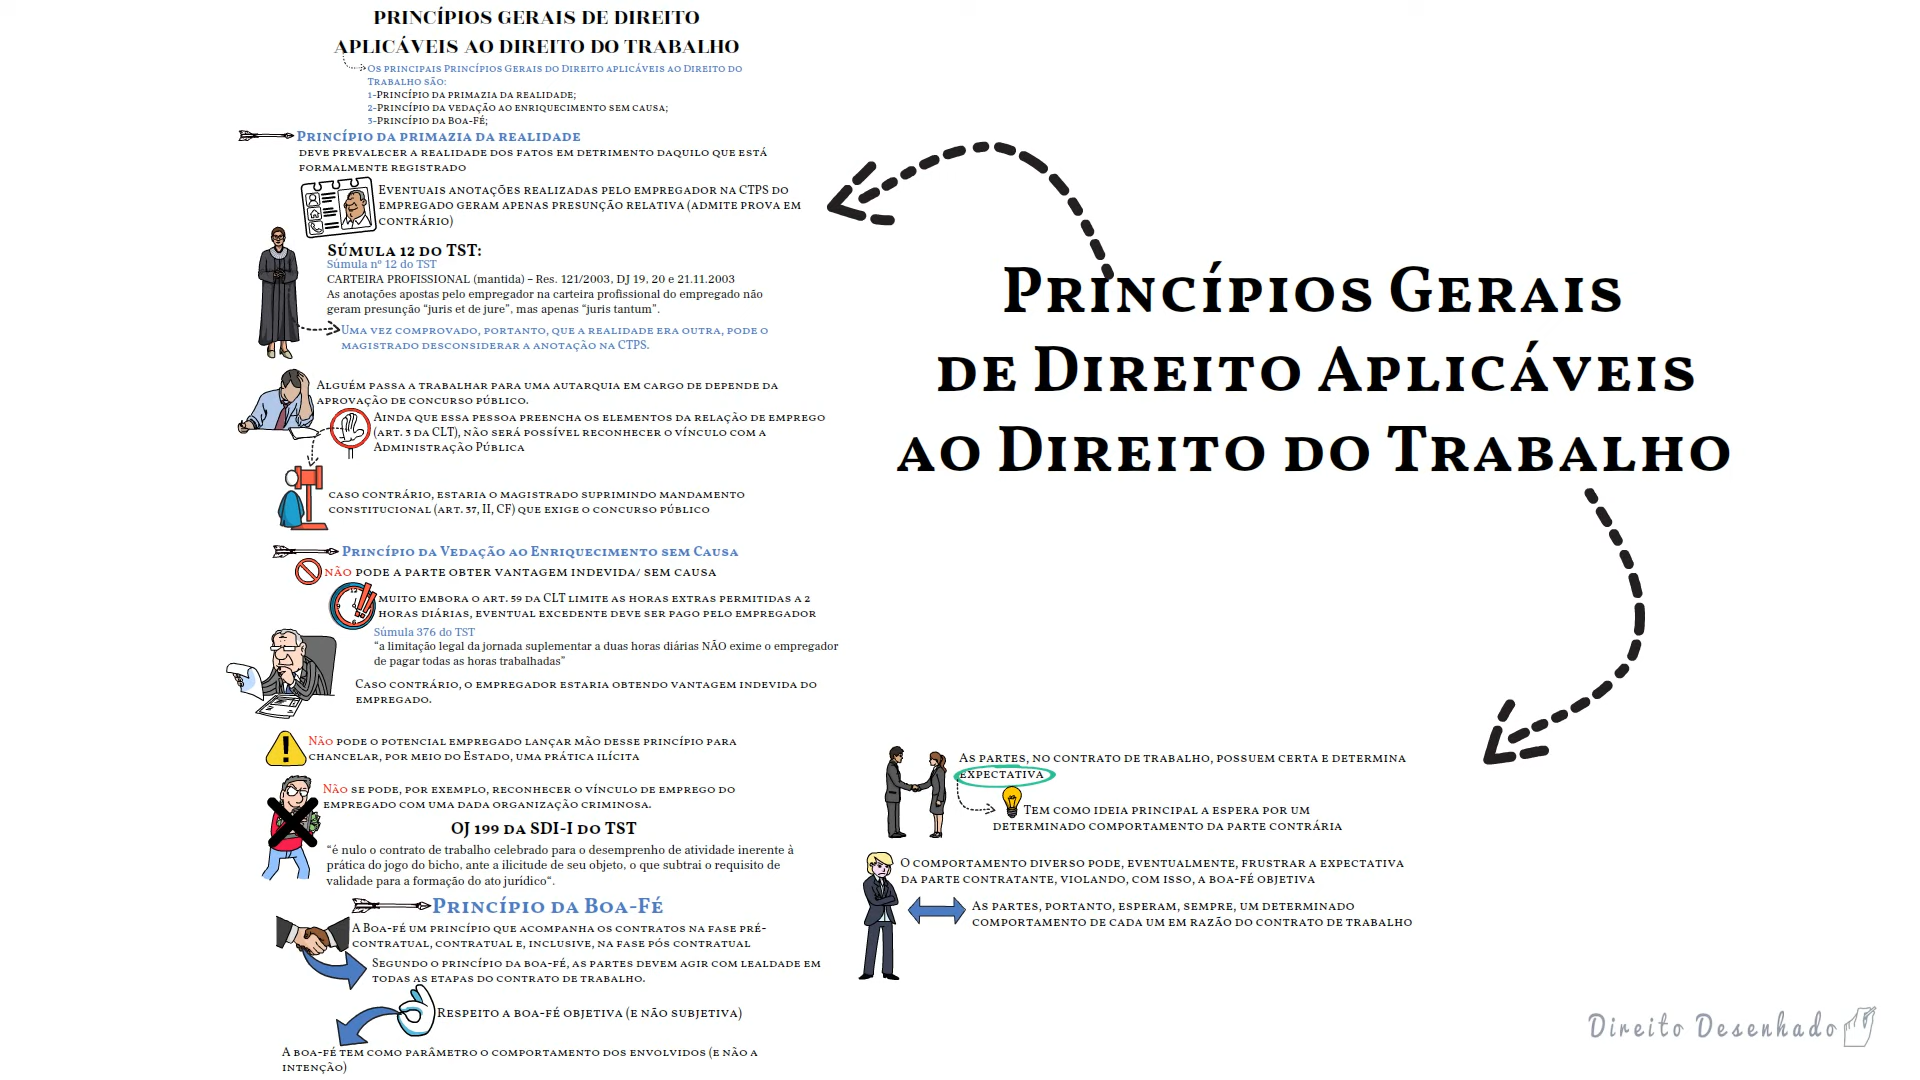 PRINCÍPIOS GERAIS DE DIREITO
APLICÁVEIS AO DIREITO DO TRABALHO
Os principais Princípios Gerais do Direito aplicáveis ao Direito do
Trabalho são:
1-Princípio da primazia da realidade;
2-Princípio da vedação ao enriquecimento sem causa;
3-Princípio da Boa-Fé;
Princípio da primazia da realidade
deve prevalecer a realidade dos fatos em detrimento daquilo que está
formalmente registrado
Eventuais anotações realizadas pelo empregador na CTPS do
empregado geram apenas presunção relativa (admite prova em
contrário)
Súmula 12 do TST:
Súmula nº 12 do TST
CARTEIRA PROFISSIONAL (mantida) – Res. 121/2003, DJ 19, 20 e 21.11.2003
As anotações apostas pelo empregador na carteira profissional do empregado não
geram presunção “juris et de jure”, mas apenas “juris tantum”.
Uma vez comprovado, portanto, que a realidade era outra, pode o
magistrado desconsiderar a anotação na CTPS.
Alguém passa a trabalhar para uma autarquia em cargo de depende da
aprovação de concurso público.
Ainda que essa pessoa preencha os elementos da relação de emprego
(art. 3 da CLT), não será possível reconhecer o vínculo com a
Administração Pública
caso contrário, estaria o magistrado suprimindo mandamento
constitucional (art. 37, II, CF) que exige o concurso público
Princípio da Vedação ao Enriquecimento sem Causa
não pode a parte obter vantagem indevida/ sem causa
muito embora o art. 59 da CLT limite as horas extras permitidas a 2
horas diárias, eventual excedente deve ser pago pelo empregador
Súmula 376 do TST
“a limitação legal da jornada suplementar a duas horas diárias NÃO exime o empregador
de pagar todas as horas trabalhadas”
Caso contrário, o empregador estaria obtendo vantagem indevida do
empregado.
Não pode o potencial empregado lançar mão desse princípio para
chancelar, por meio do Estado, uma prática ilícita
Não se pode, por exemplo, reconhecer o vínculo de emprego do
empregado com uma dada organização criminosa.
OJ 199 da SDI-I do TST
“é nulo o contrato de trabalho celebrado para o desemprenho de atividade inerente à
prática do jogo do bicho, ante a ilicitude de seu objeto, o que subtrai o requisito de
validade para a formação do ato jurídico“.
Princípio da Boa-Fé
A Boa-fé um princípio que acompanha os contratos na fase pré-
contratual, contratual e, inclusive, na fase pós contratual
Segundo o princípio da boa-fé, as partes devem agir com lealdade em
todas as etapas do contrato de trabalho.
Respeito a boa-fé objetiva (e não subjetiva)
A boa-fé tem como parâmetro o comportamento dos envolvidos (e não a
intenção)
Princípios Gerais
de Direito Aplicáveis
ao Direito do Trabalho
As partes, no contrato de trabalho, possuem certa e determina
expectativa
Tem como ideia principal a espera por um
determinado comportamento da parte contrária
O comportamento diverso pode, eventualmente, frustrar a expectativa
da parte contratante, violando, com isso, a boa-fé objetiva
As partes, portanto, esperam, sempre, um determinado
comportamento de cada um em razão do contrato de trabalho
Direito Desenhado